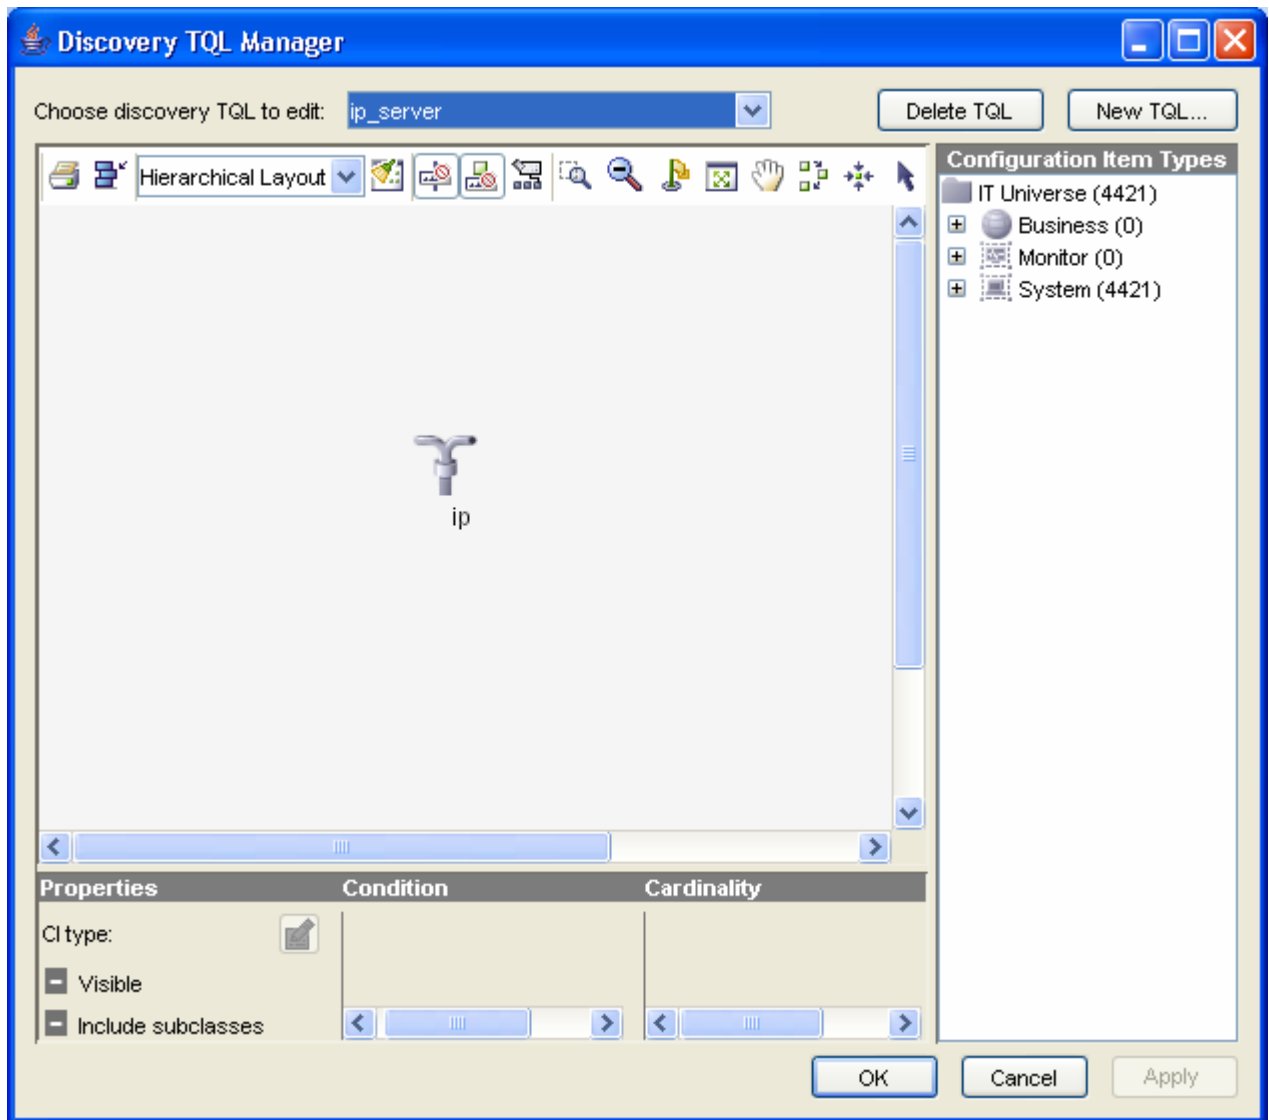 Discovery TQL Manager
Choose discovery TQL to edit: ip_server Delete TQL New TQL...
Hierarchical Layout
Configuration Item Types
IT Universe (4421)
Business (0)
Monitor (0)
System (4421)
ip
Properties Condition Cardinality
CI type:
Visible
Include subclasses
OK Cancel Apply